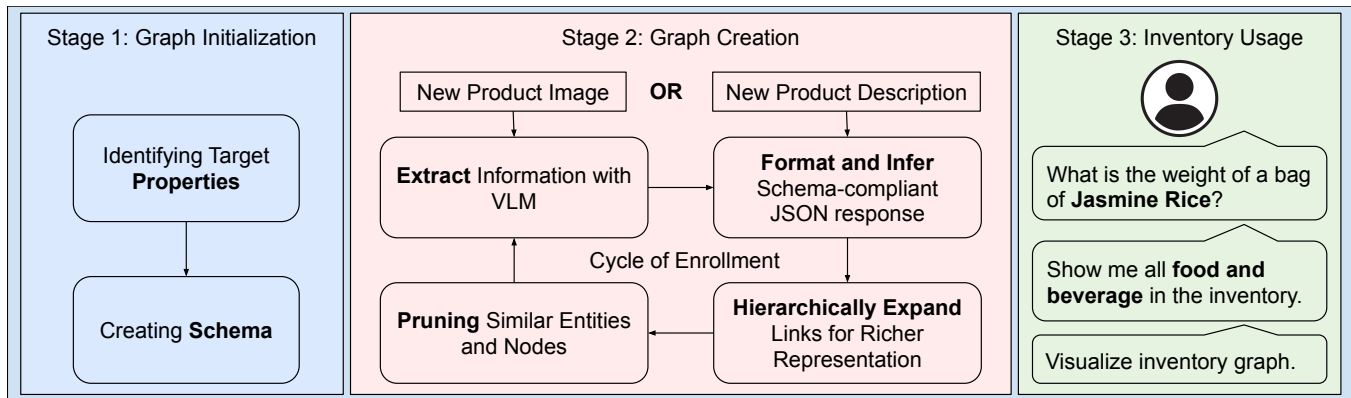 Stage 1: Graph Initialization
Identifying Target
Properties
Creating Schema
Stage 2: Graph Creation
New Product Image
OR
New Product Description
Extract Information with
VLM
Format and Infer
Schema-compliant
JSON response
Cycle of Enrollment
Pruning Similar Entities
and Nodes
Hierarchically Expand
Links for Richer
Representation
Stage 3: Inventory Usage
What is the weight of a bag
of Jasmine Rice?
Show me all food and
beverage in the inventory.
Visualize inventory graph.